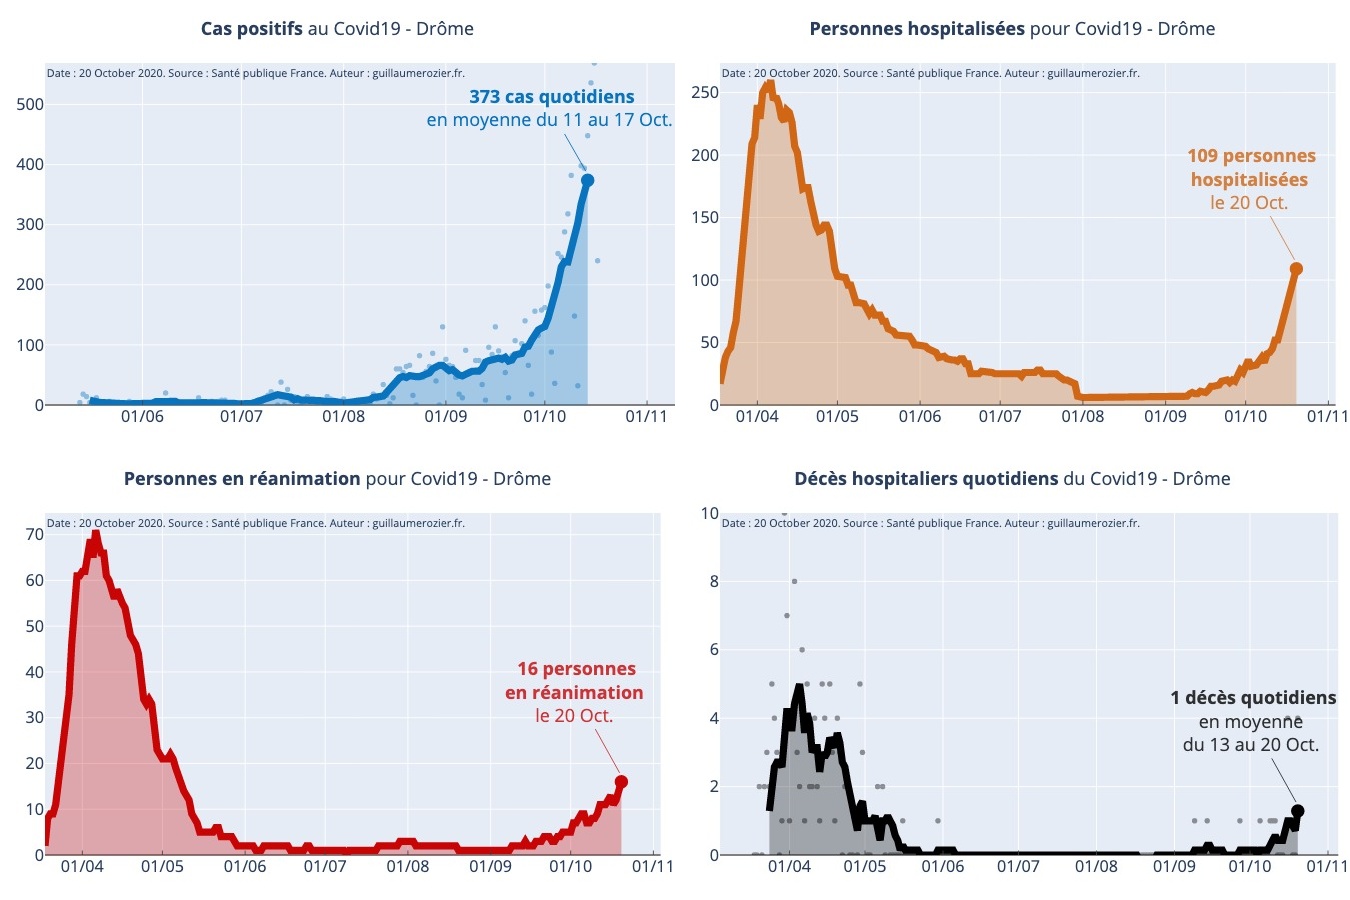 Cas positifs au Covid19 - Drôme
Date : 20 October 2020. Source : Santé publique France. Auteur : guillaumerozier.fr.
373 cas quotidiens
en moyenne du 11 au 17 Oct.
500
400
300
200
100
0
01/06
01/07
01/08
01/09
01/10
01/11
Personnes hospitalisées pour Covid19 - Drôme
Date : 20 October 2020. Source : Santé publique France. Auteur : guillaumerozier.fr.
250
200
150
100
50
0
109 personnes
hospitalisées
le 20 Oct.
01/04
01/05
01/06
01/07
01/08
01/09
01/10
01/11
Personnes en réanimation pour Covid19 - Drôme
Date : 20 October 2020. Source : Santé publique France. Auteur : guillaumerozier.fr.
70
60
50
40
30
20
10
0
16 personnes
en réanimation
le 20 Oct.
01/04
01/05
01/06
01/07
01/08
01/09
01/10
01/11
Décès hospitaliers quotidiens du Covid19 - Drôme
Date : 20 October 2020. Source : Santé publique France. Auteur : guillaumerozier.fr.
10
8
6
4
2
0
1 décès quotidiens
en moyenne
du 13 au 20 Oct.
01/04
01/05
01/06
01/07
01/08
01/09
01/10
01/11